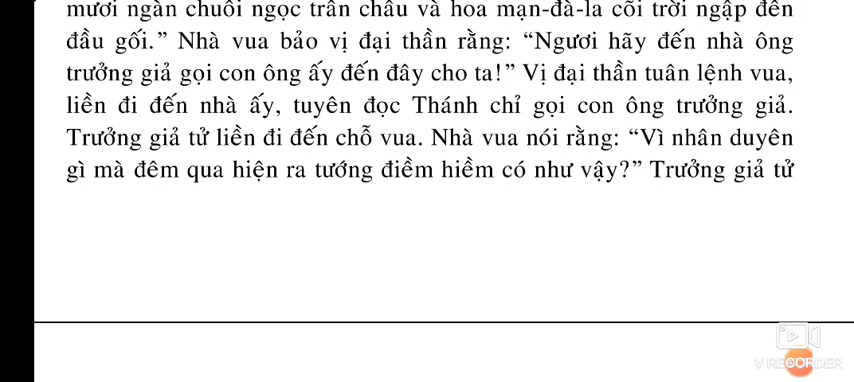 mươi ngàn chuỗi ngọc trân châu và hoa mạn-đà-la cõi trời ngập đến
đầu gối.” Nhà vua bảo vị đại thần rằng: “Ngươi hãy đến nhà ông
trưởng giả gọi con ông ấy đến đây cho ta!” Vị đại thần tuân lệnh vua,
liền đi đến nhà ấy, tuyên đọc Thánh chỉ gọi con ông trưởng giả.
Trưởng giả tử liền đi đến chỗ vua. Nhà vua nói rằng: “Vì nhân duyên
gì mà đêm qua hiện ra tướng điềm hiềm có như vậy?” Trưởng giả tử
V RECORDER